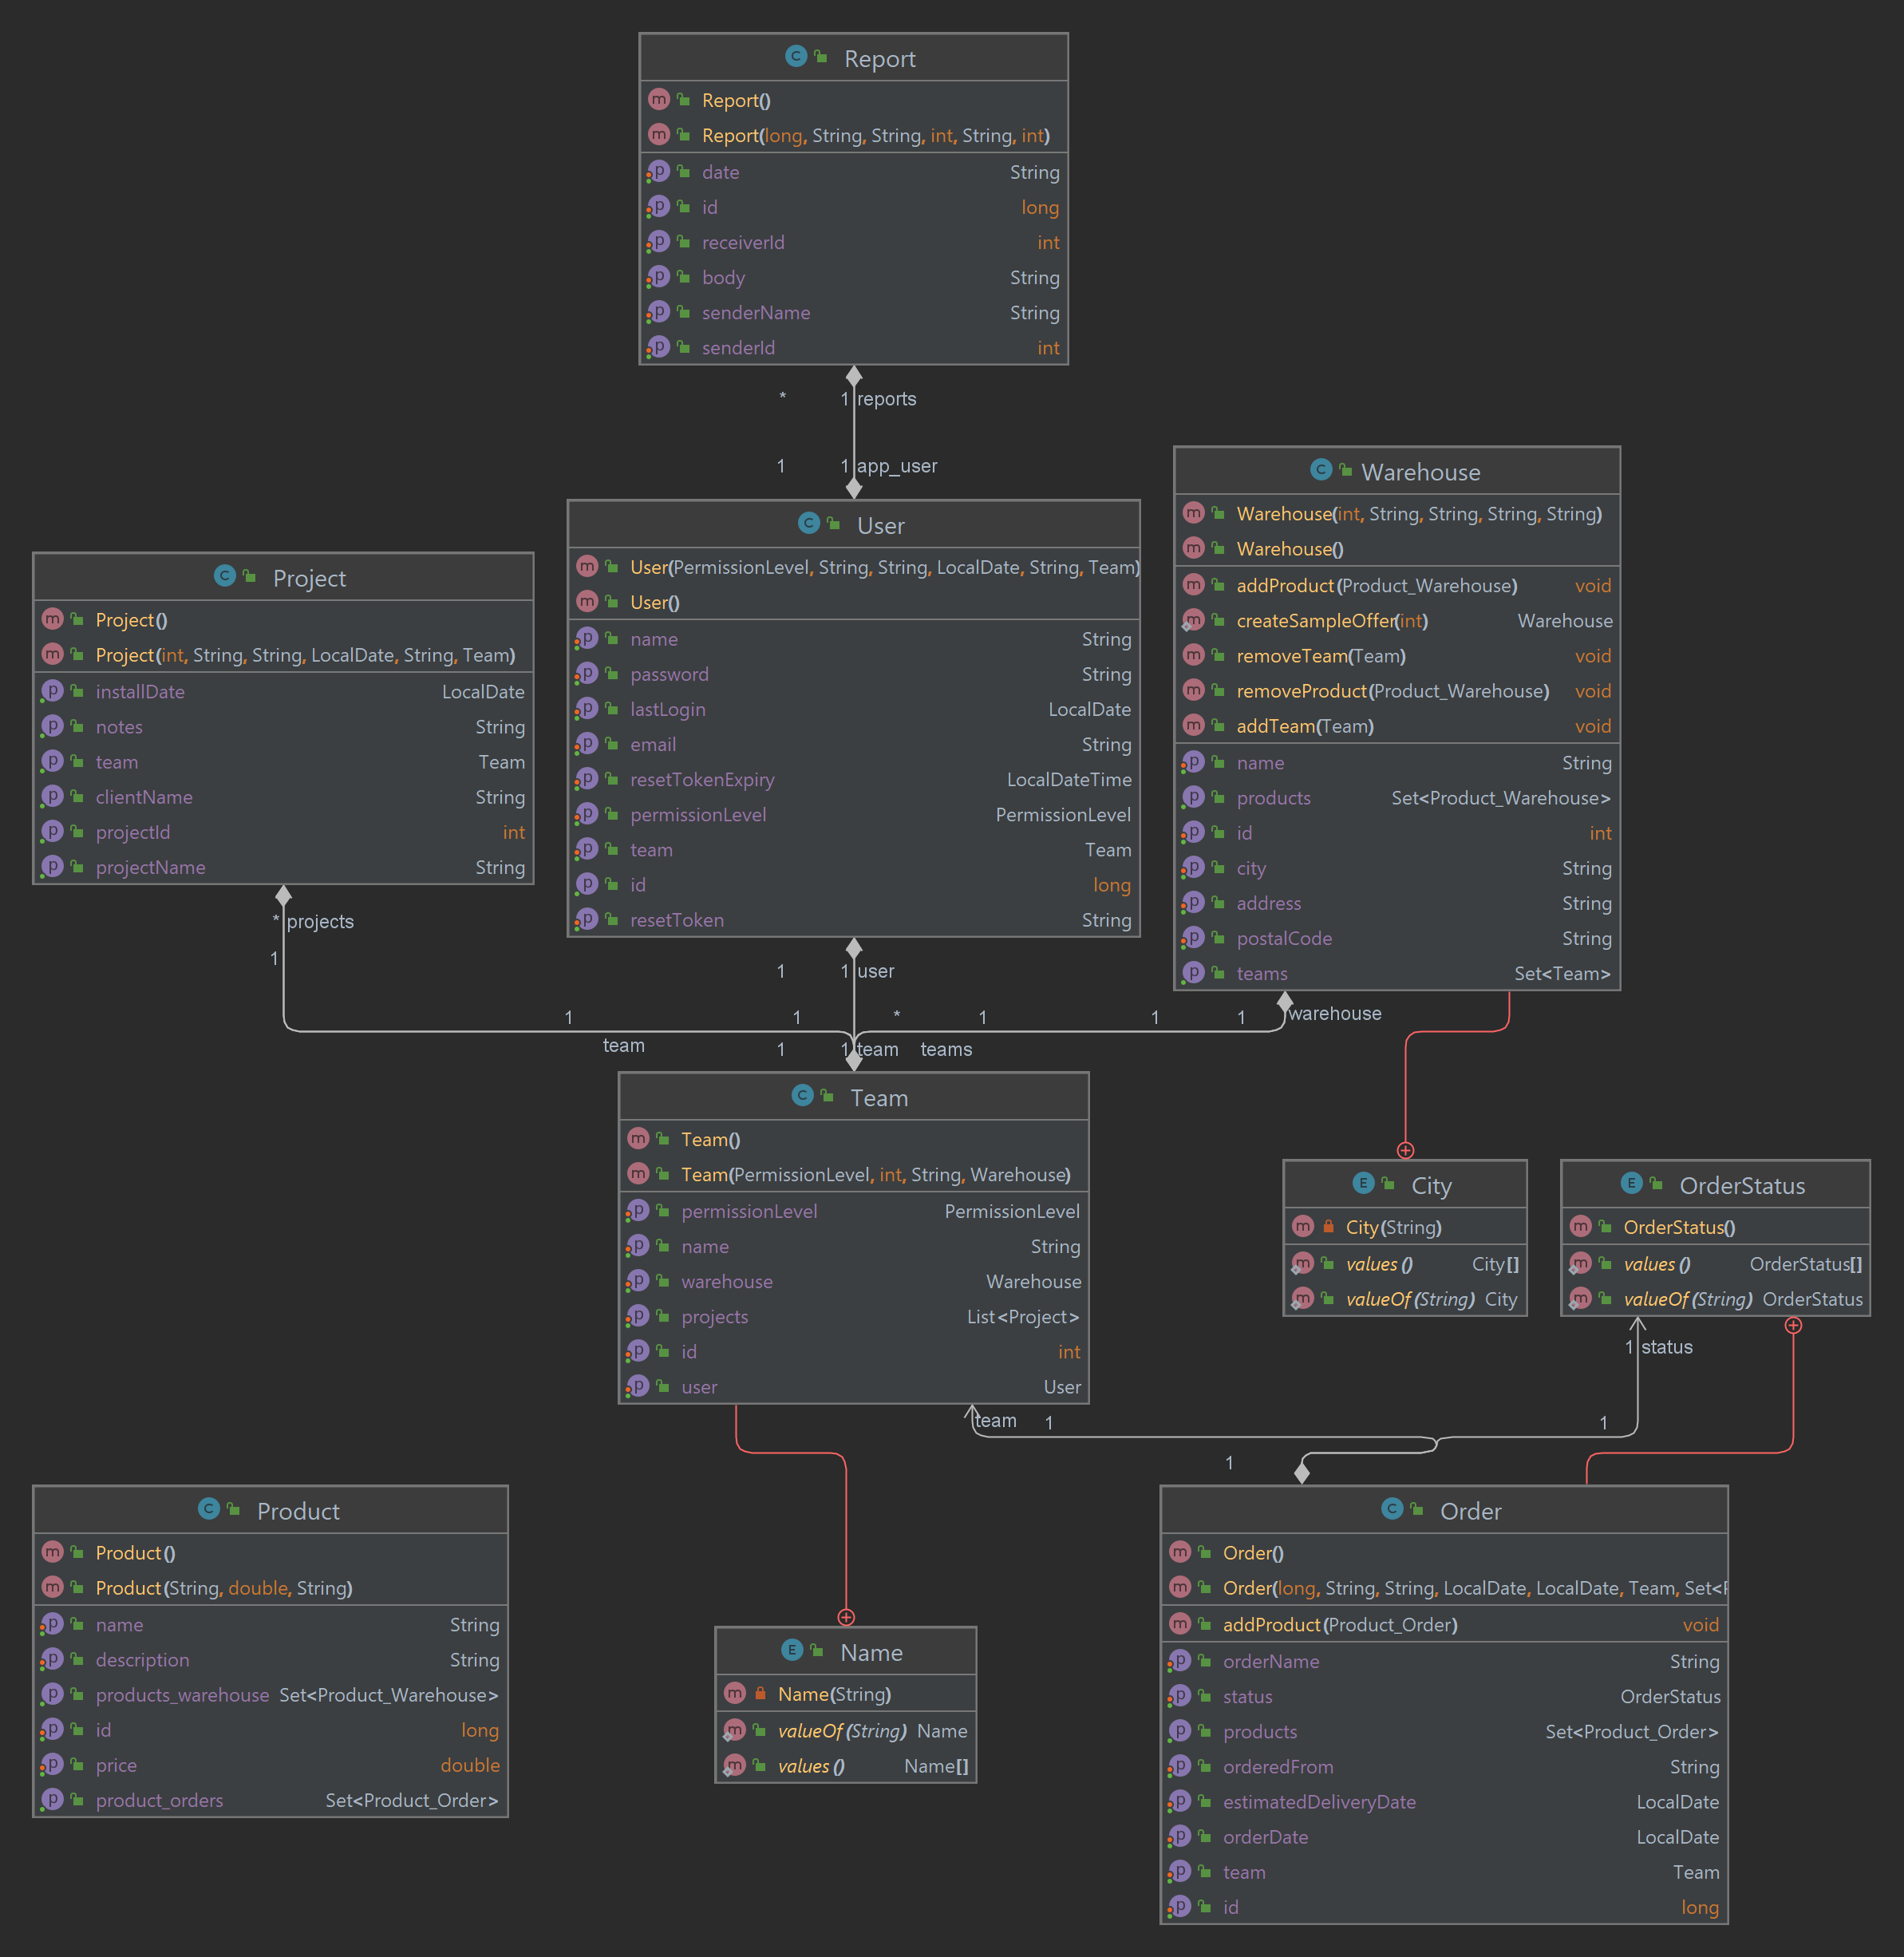 Report
Report()
Report(long, String, String, int, String, int)
date String
id long
receiverId int
body String
senderName String
senderId int
* 1 reports
1 1 app_user
Warehouse
Warehouse(int, String, String, String, String)
Warehouse()
addProduct(Product_Warehouse) void
createSampleOffer(int) Warehouse
removeTeam(Team) void
removeProduct(Product_Warehouse) void
addTeam(Team) void
name String
products Set<Product_Warehouse>
id int
city String
address String
postalCode String
teams Set<Team>
User
User(PermissionLevel, String, String, LocalDate, String, Team)
User()
name String
password String
lastLogin LocalDate
email String
resetTokenExpiry LocalDateTime
permissionLevel PermissionLevel
team Team
id long
resetToken String
Project
Project()
Project(int, String, String, LocalDate, String, Team)
installDate LocalDate
notes String
team Team
clientName String
projectId int
projectName String
* projects
1
1 1 user
1 1 * 1 1 1 warehouse
team 1 1 team teams
Team
Team()
Team(PermissionLevel, int, String, Warehouse)
permissionLevel PermissionLevel
name String
warehouse Warehouse
projects List<Project>
id int
user User
City
City(String)
values() City[]
valueOf(String) City
OrderStatus
OrderStatus()
values() OrderStatus[]
valueOf(String) OrderStatus
1 status
team 1 1
1
Product
Product()
Product(String, double, String)
name String
description String
products_warehouse Set<Product_Warehouse>
id long
price double
product_orders Set<Product_Order>
Name
Name(String)
valueOf(String) Name
values() Name[]
Order
Order()
Order(long, String, String, LocalDate, LocalDate, Team, Set<
addProduct(Product_Order) void
orderName String
status OrderStatus
products Set<Product_Order>
orderedFrom String
estimatedDeliveryDate LocalDate
orderDate LocalDate
team Team
id long